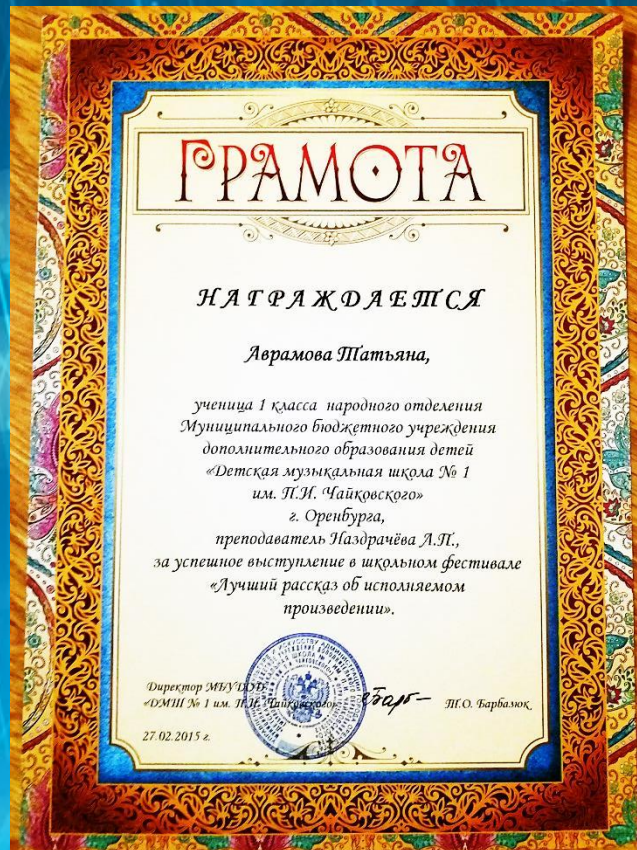 ГРАМОТА
НАГРАЖДАЕТСЯ
Аврамова Татьяна,
ученица 1 класса народного отделения
Муниципального бюджетного учреждения
дополнительного образования детей
«Детская музыкальная школа № 1
им. П.И. Чайковского»
г. Оренбурга,
преподаватель Наздрачёва Л.П.,
за успешное выступление в школьном фестивале
«Лучший рассказ об исполняемом
произведении».
Директор МБУДОД
«ДМШ № 1 им. П.И. Чайковского» Т.О. Барбазюк
27.02.2015 г.